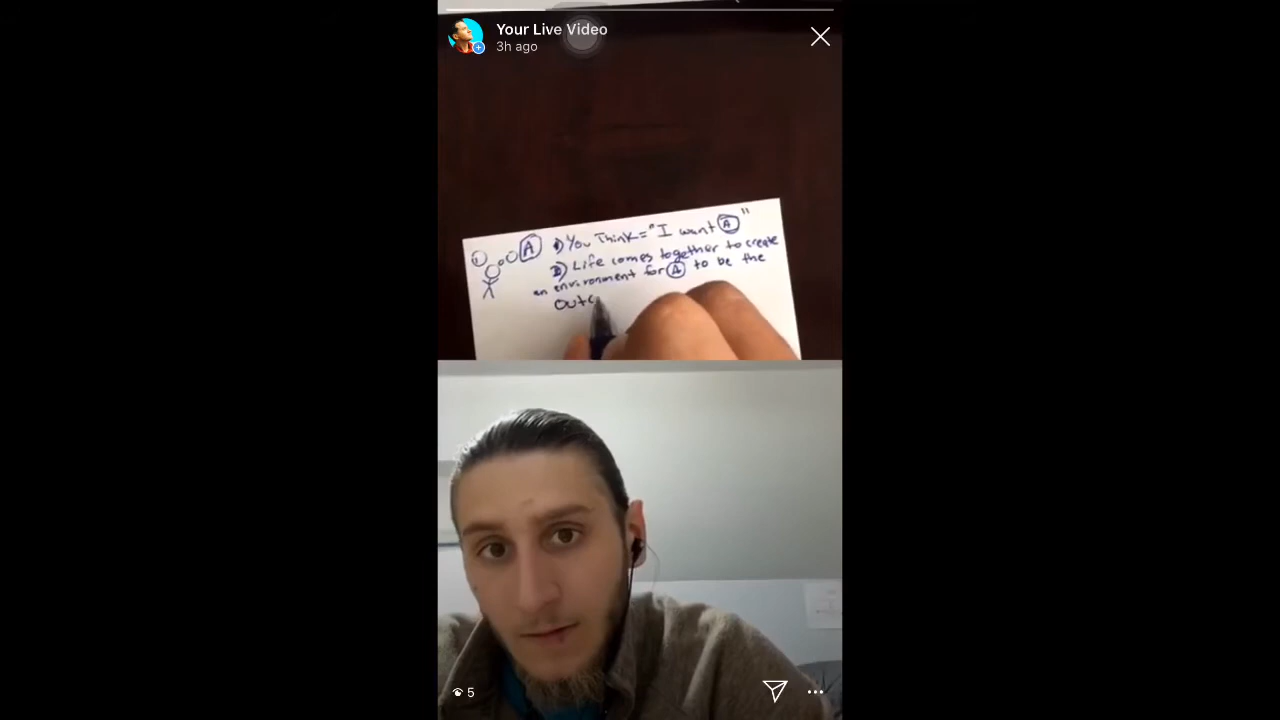 Your Live Video
3h ago
A 1) You Think = "I want A"
2) Life comes together to create
an environment for A to be the
Outc
5